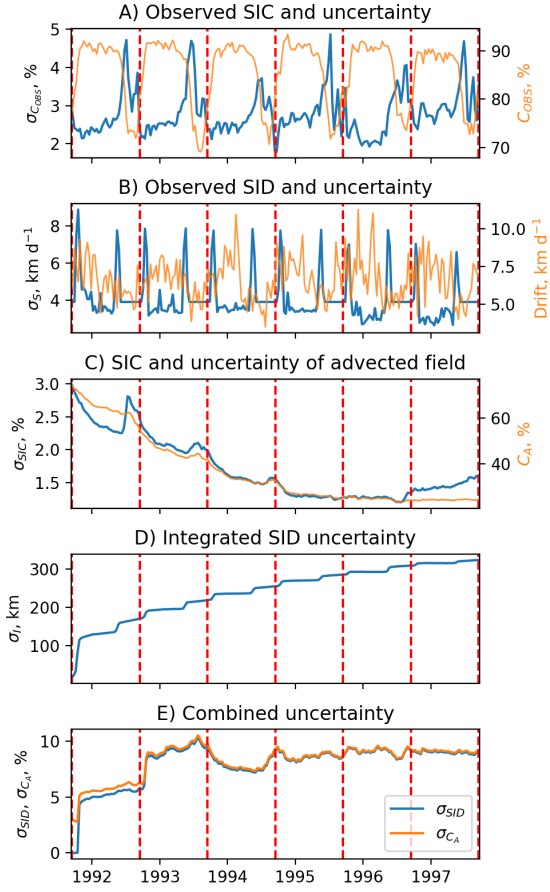 A) Observed SIC and uncertainty
5
4
3
2
σ_COBS, %
90
80
70
C_OBS, %
B) Observed SID and uncertainty
8
6
4
σ_S, km d⁻¹
10.0
7.5
5.0
Drift, km d⁻¹
C) SIC and uncertainty of advected field
3.0
2.5
2.0
1.5
σ_SIC, %
60
40
C_A, %
D) Integrated SID uncertainty
300
200
100
σ_I, km
E) Combined uncertainty
10
5
0
σ_SID, σ_C_A, %
σ_SID
σ_C_A
1992 1993 1994 1995 1996 1997